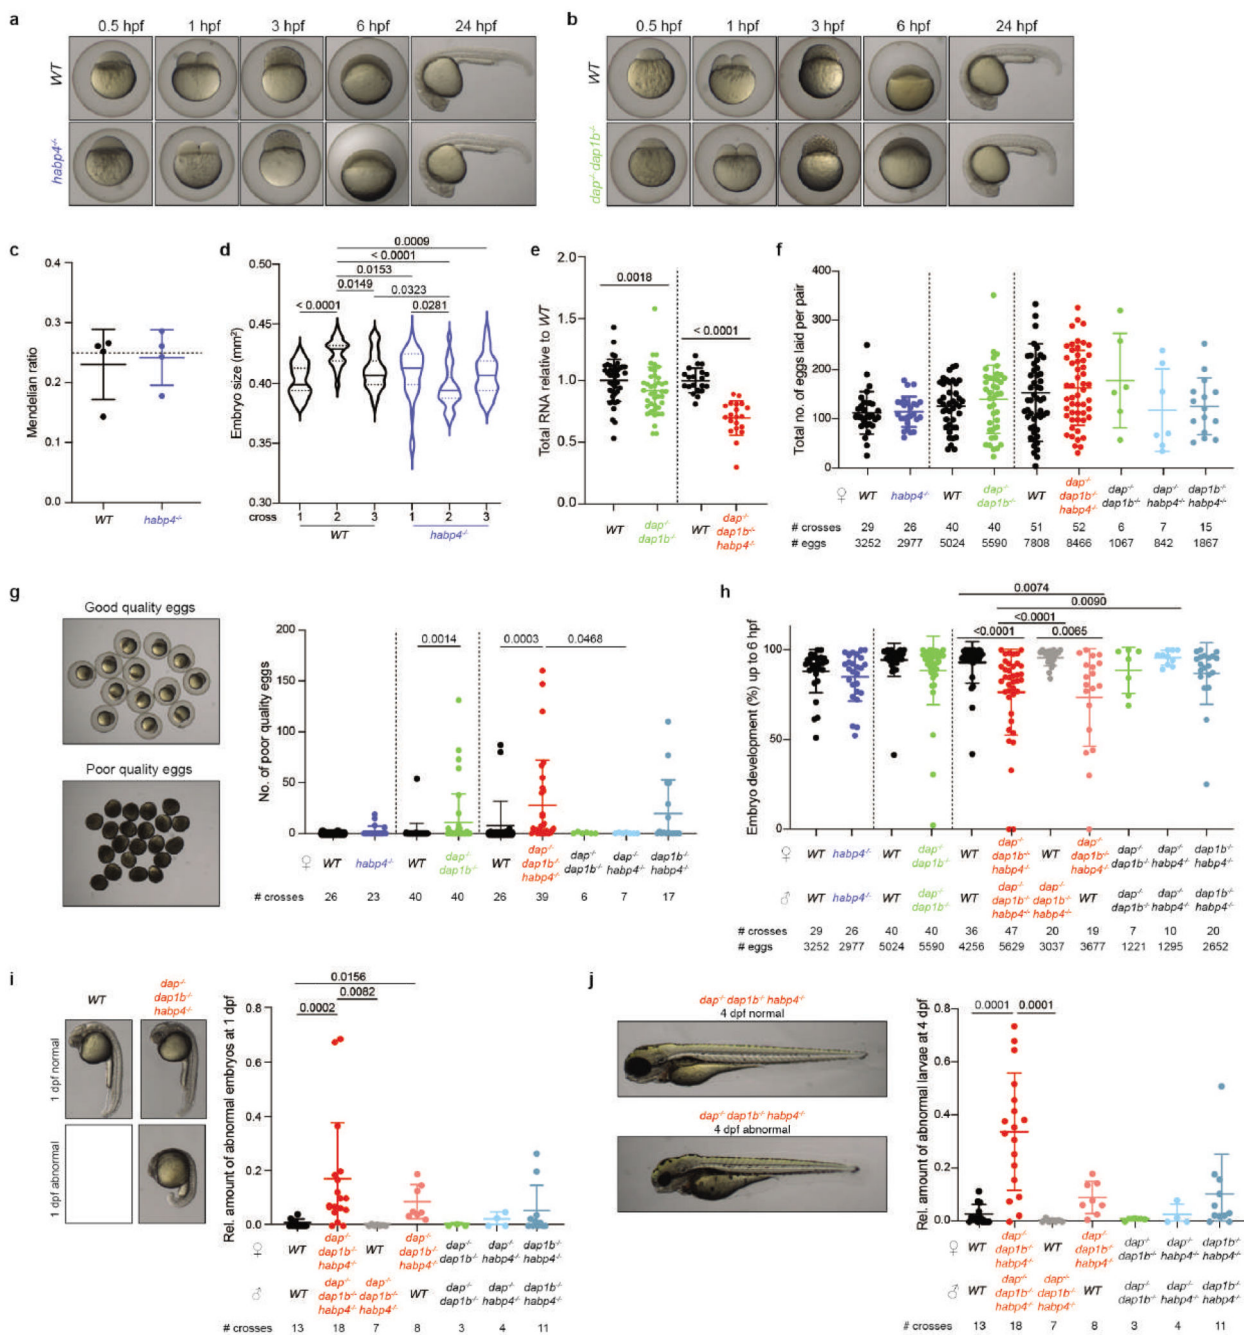 a
0.5 hpf 1 hpf 3 hpf 6 hpf 24 hpf
WT
habp4-/-
b
0.5 hpf 1 hpf 3 hpf 6 hpf 24 hpf
WT
dap-/- dap1b-/-
c
Mendelian ratio
0.4
0.3
0.2
0.1
0.0
WT habp4-/-
d
Embryo size (mm²)
0.50
0.45
0.40
0.35
0.30
0.0009
< 0.0001
0.0153
0.0149 0.0323
< 0.0001 0.0281
cross 1 2 3 1 2 3
WT habp4-/-
e
Total RNA relative to WT
2.0
1.5
1.0
0.5
0.0
0.0018
< 0.0001
WT dap-/- dap1b-/- WT dap-/- dap1b-/- habp4-/-
f
Total no. of eggs laid per pair
400
300
200
100
0
♀ WT habp4-/- WT dap-/- dap1b-/- WT dap-/- dap1b-/- habp4-/- dap-/- dap1b-/- dap-/- habp4-/- dap1b-/- habp4-/-
# crosses 29 26 40 40 51 52 6 7 15
# eggs 3252 2977 5024 5590 7808 8466 1067 842 1867
g
Good quality eggs
Poor quality eggs
No. of poor quality eggs
200
150
100
50
0
0.0014 0.0003 0.0468
♀ WT habp4-/- WT dap-/- dap1b-/- WT dap-/- dap1b-/- habp4-/- dap-/- dap1b-/- dap-/- habp4-/- dap1b-/- habp4-/-
# crosses 26 23 40 40 26 39 6 7 17
h
Embryo development (%) up to 6 hpf
100
50
0
0.0074
0.0090
<0.0001
<0.0001 0.0065
♀ WT habp4-/- WT dap-/- dap1b-/- WT dap-/- dap1b-/- habp4-/- WT dap-/- dap1b-/- habp4-/- dap-/- dap1b-/- dap-/- habp4-/- dap1b-/- habp4-/-
♂ WT habp4-/- WT dap-/- dap1b-/- WT dap-/- dap1b-/- habp4-/- dap-/- dap1b-/- habp4-/- WT dap-/- dap1b-/- dap-/- habp4-/- dap1b-/- habp4-/-
# crosses 29 26 40 40 36 47 20 19 7 10 20
# eggs 3252 2977 5024 5590 4256 5629 3037 3677 1221 1295 2652
i
WT dap-/- dap1b-/- habp4-/-
1 dpf normal
1 dpf abnormal
Rel. amount of abnormal embryos at 1 dpf
0.8
0.6
0.4
0.2
0.0
0.0156
0.0082
0.0002
♀ WT dap-/- dap1b-/- habp4-/- WT dap-/- dap1b-/- habp4-/- dap-/- dap1b-/- dap-/- habp4-/- dap1b-/- habp4-/-
♂ WT dap-/- dap1b-/- habp4-/- dap-/- dap1b-/- habp4-/- WT dap-/- dap1b-/- dap-/- habp4-/- dap1b-/- habp4-/-
# crosses 13 18 7 8 3 4 11
j
dap-/- dap1b-/- habp4-/-
4 dpf normal
dap-/- dap1b-/- habp4-/-
4 dpf abnormal
Rel. amount of abnormal larvae at 4 dpf
0.8
0.6
0.4
0.2
0.0
0.0001 0.0001
♀ WT dap-/- dap1b-/- habp4-/- WT dap-/- dap1b-/- habp4-/- dap-/- dap1b-/- dap-/- habp4-/- dap1b-/- habp4-/-
♂ WT dap-/- dap1b-/- habp4-/- dap-/- dap1b-/- habp4-/- WT dap-/- dap1b-/- dap-/- habp4-/- dap1b-/- habp4-/-
# crosses 13 18 7 8 3 4 11